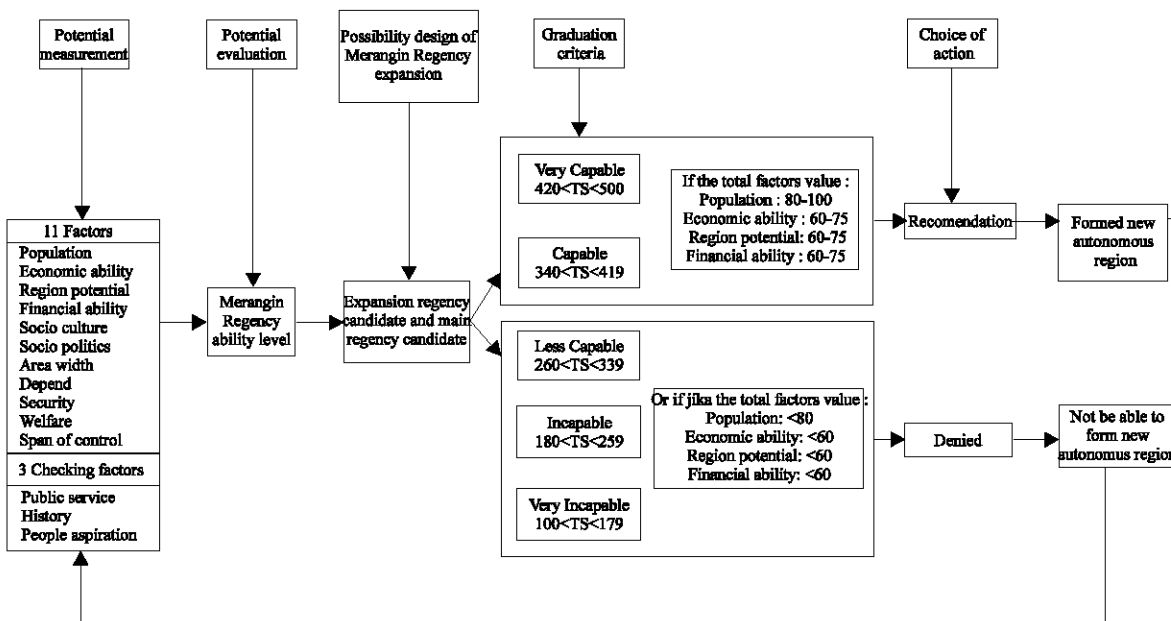 Potential
measurement
Potential
evaluation
Possibility design of
Merangin Regency
expansion
Graduation
criteria
Choice of
action
11 Factors
Population
Economic ability
Region potential
Financial ability
Socio culture
Socio politics
Area width
Depend
Security
Welfare
Span of control
3 Checking factors
Public service
History
People aspiration
Merangin
Regency
ability level
Expansion regency
candidate and main
regency candidate
Very Capable
420<TS<500
Capable
340<TS<419
If the total factors value :
Population : 80-100
Economic ability : 60-75
Region potential: 60-75
Financial ability : 60-75
Recomendation
Formed new
autonomous
region
Less Capable
260<TS<339
Incapable
180<TS<259
Very Incapable
100<TS<179
Or if jika the total factors value :
Population: <80
Economic ability: <60
Region potential: <60
Financial ability: <60
Denied
Not be able to
form new
autonomus region